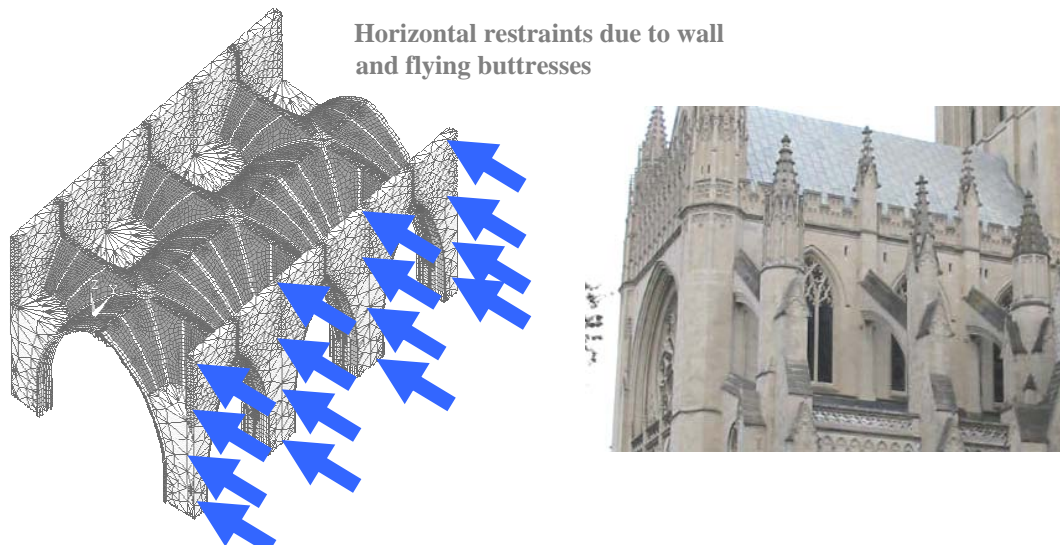 Horizontal restraints due to wall
and flying buttresses
Z